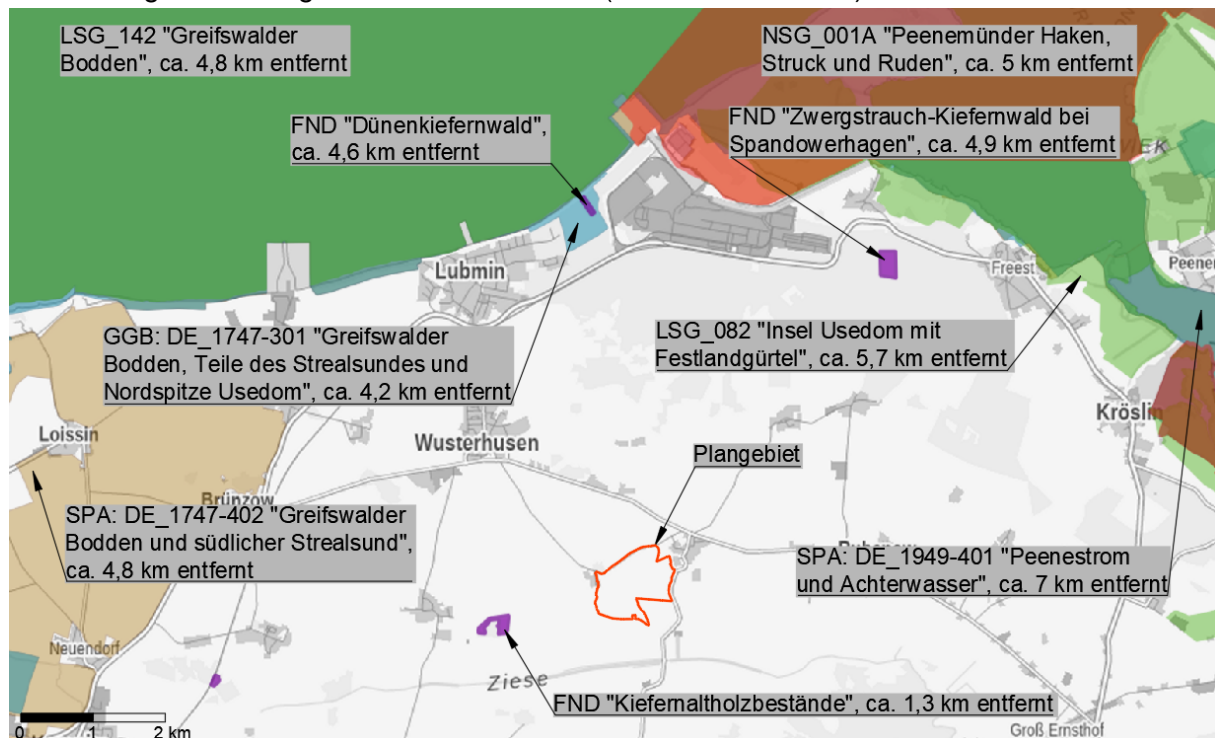 LSG_142 "Greifswalder
Bodden", ca. 4,8 km entfernt
NSG_001A "Peenemünder Haken,
Struck und Ruden", ca. 5 km entfernt
FND "Dünenkiefernwald",
ca. 4,6 km entfernt
FND "Zwergstrauch-Kiefernwald bei
Spandowerhagen", ca. 4,9 km entfernt
Lubmin
Freest
Peenem
GGB: DE_1747-301 "Greifswalder
Bodden, Teile des Strealsundes und
Nordspitze Usedom", ca. 4,2 km entfernt
LSG_082 "Insel Usedom mit
Festlandgürtel", ca. 5,7 km entfernt
Kröslin
Loissin
Wusterhusen
Plangebiet
Brünzow
SPA: DE_1747-402 "Greifswalder
Bodden und südlicher Strealsund",
ca. 4,8 km entfernt
SPA: DE_1949-401 "Peenestrom
und Achterwasser", ca. 7 km entfernt
Neuendorf
Ziese
FND "Kiefernaltholzbestände", ca. 1,3 km entfernt
Groß Ernsthof
0 1 2 km